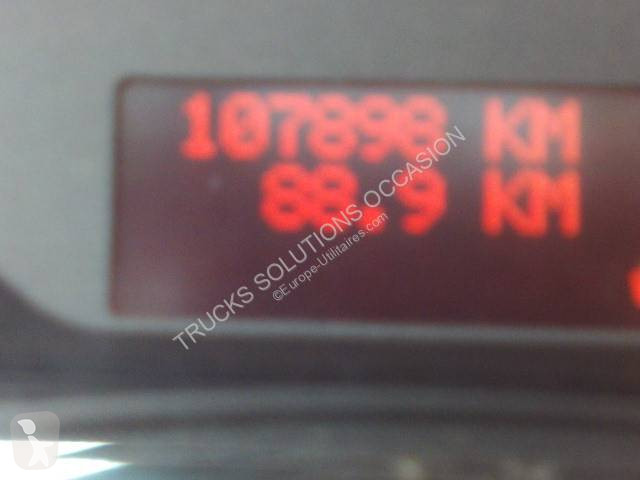 107898 KM
88.9 KM
TRUCKS SOLUTIONS OCCASION
©Europe-Utilitaires.com